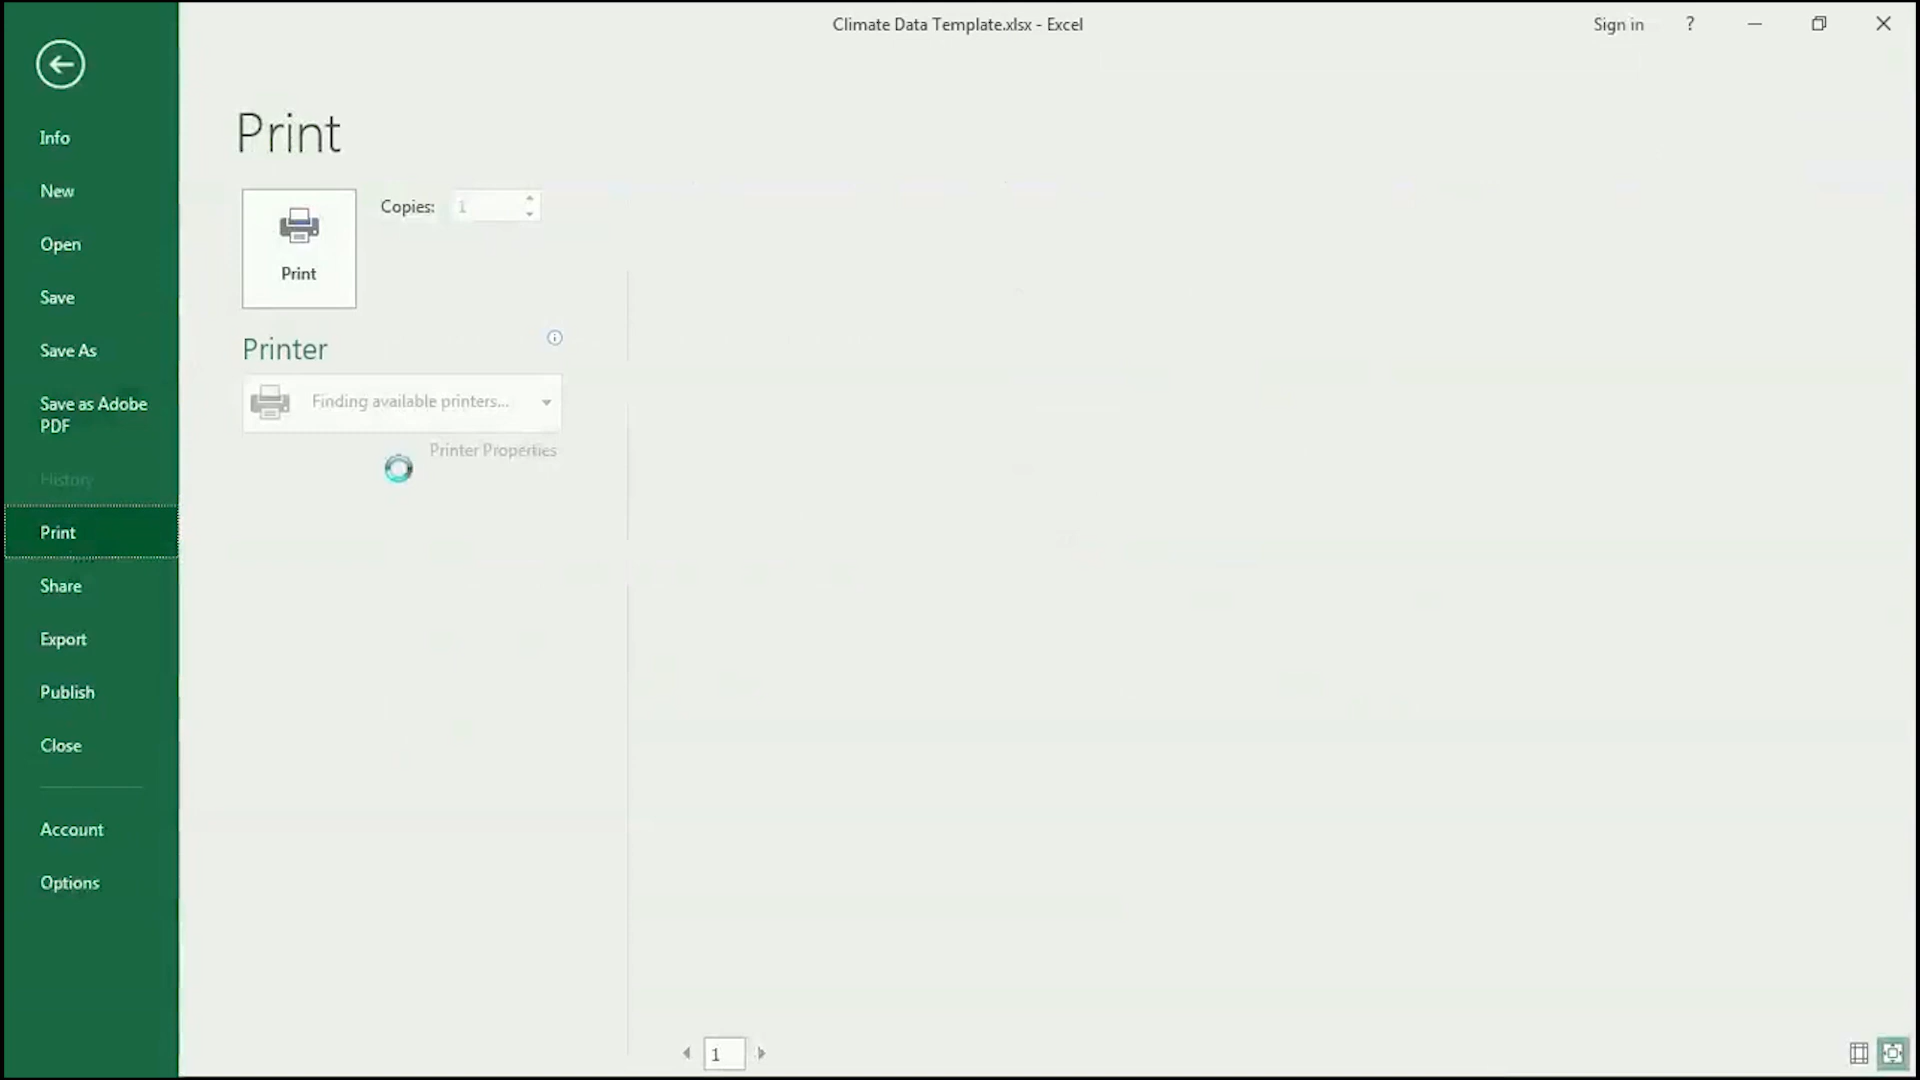 Climate Data Template.xlsx - Excel
Sign in
?
Info
New
Open
Save
Save As
Save as Adobe
PDF
History
Print
Share
Export
Publish
Close
Account
Options
Print
Print
Copies: 1
Printer
Finding available printers...
Printer Properties
1